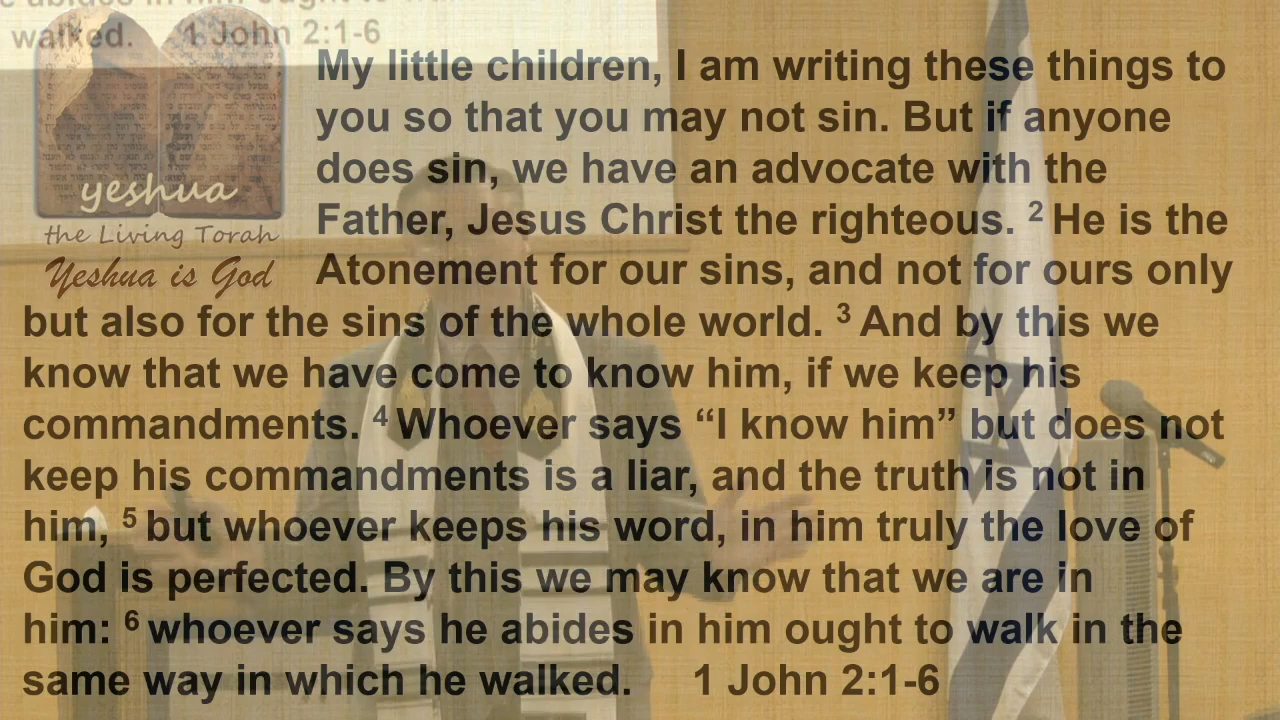 walked. 1 John 2:1-6
yeshua
the Living Torah
Yeshua is God
My little children, I am writing these things to
you so that you may not sin. But if anyone
does sin, we have an advocate with the
Father, Jesus Christ the righteous. ² He is the
Atonement for our sins, and not for ours only
but also for the sins of the whole world. ³ And by this we
know that we have come to know him, if we keep his
commandments. ⁴ Whoever says “I know him” but does not
keep his commandments is a liar, and the truth is not in
him, ⁵ but whoever keeps his word, in him truly the love of
God is perfected. By this we may know that we are in
him: ⁶ whoever says he abides in him ought to walk in the
same way in which he walked. 1 John 2:1-6